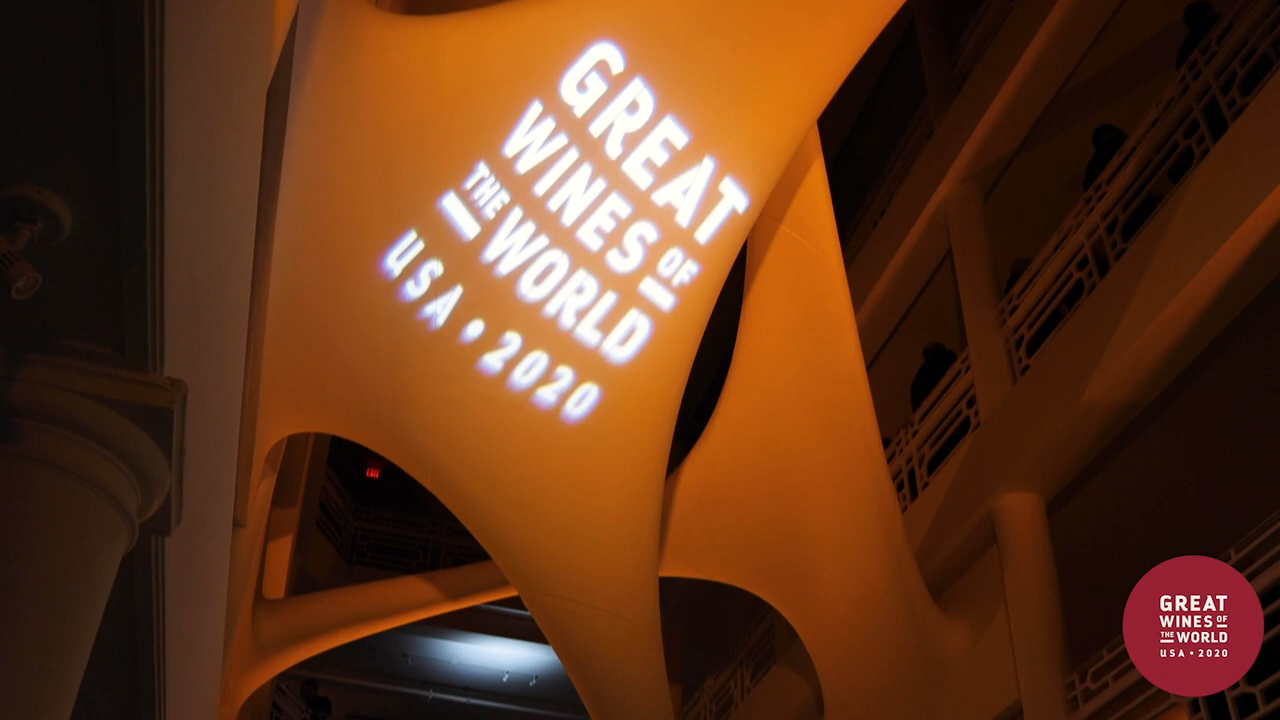 GREAT
WINES OF
THE WORLD
USA • 2020
GREAT
WINES OF
THE WORLD
USA • 2020